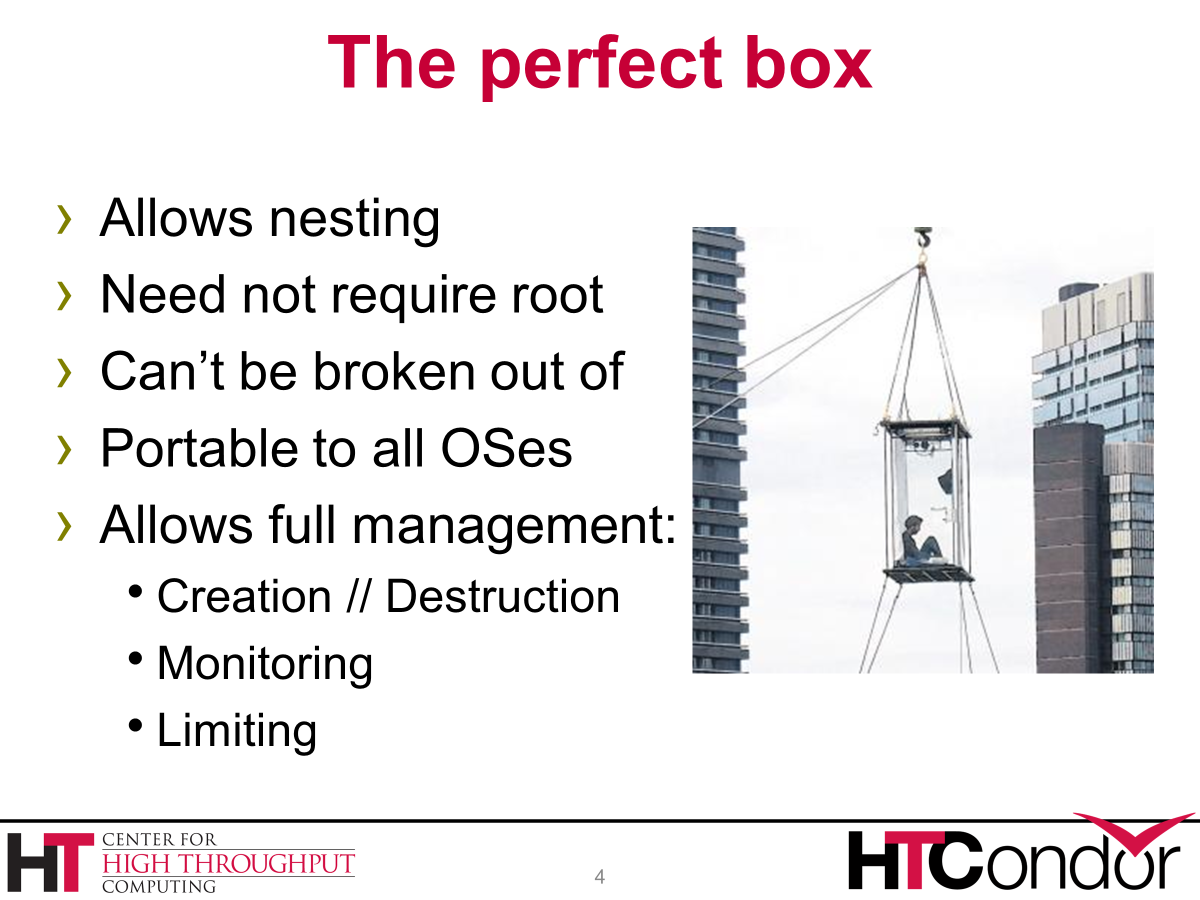 The perfect box
› Allows nesting
› Need not require root
› Can’t be broken out of
› Portable to all OSes
› Allows full management:
• Creation // Destruction
• Monitoring
• Limiting
HT
CENTER FOR
HIGH THROUGHPUT
COMPUTING
4
HTCondor